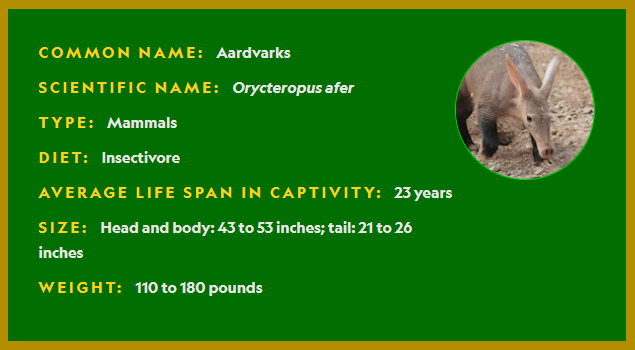 COMMON NAME: Aardvarks
SCIENTIFIC NAME: Orycteropus afer
TYPE: Mammals
DIET: Insectivore
AVERAGE LIFE SPAN IN CAPTIVITY: 23 years
SIZE: Head and body: 43 to 53 inches; tail: 21 to 26
inches
WEIGHT: 110 to 180 pounds